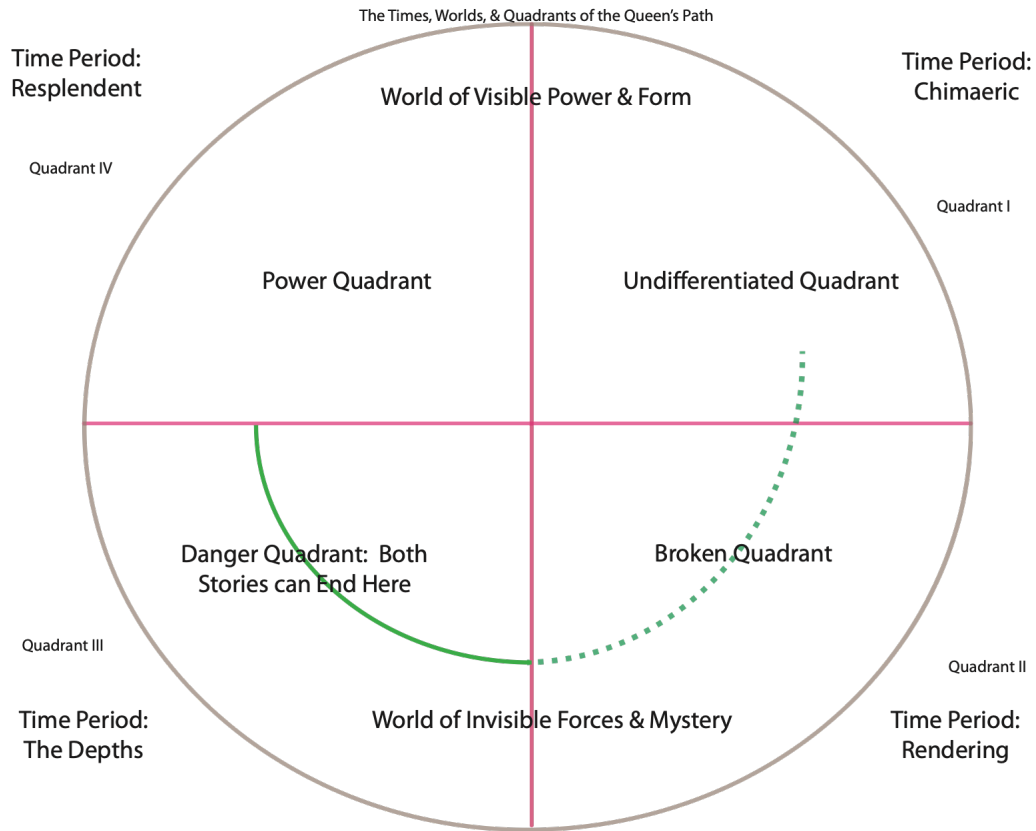 The Times, Worlds, & Quadrants of the Queen’s Path
Time Period:
Resplendent
Time Period:
Chimaeric
World of Visible Power & Form
Quadrant IV
Quadrant I
Power Quadrant
Undifferentiated Quadrant
Danger Quadrant:  Both
Stories can End Here
Broken Quadrant
Quadrant III
Quadrant II
Time Period:
The Depths
World of Invisible Forces & Mystery
Time Period:
Rendering